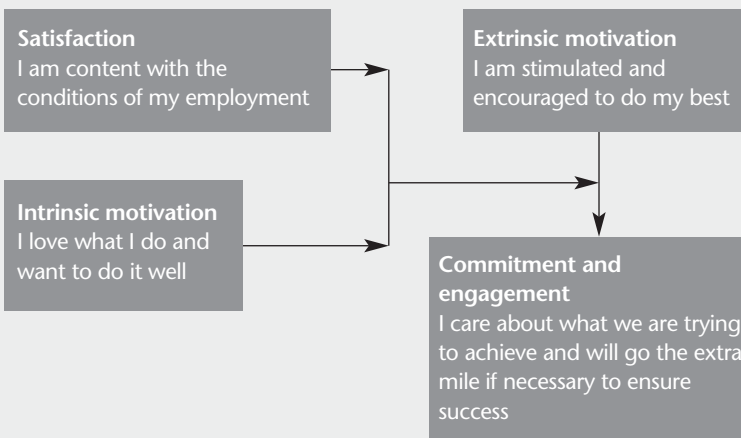 Satisfaction
I am content with the
conditions of my employment
Extrinsic motivation
I am stimulated and
encouraged to do my best
Intrinsic motivation
I love what I do and
want to do it well
Commitment and
engagement
I care about what we are trying
to achieve and will go the extra
mile if necessary to ensure
success